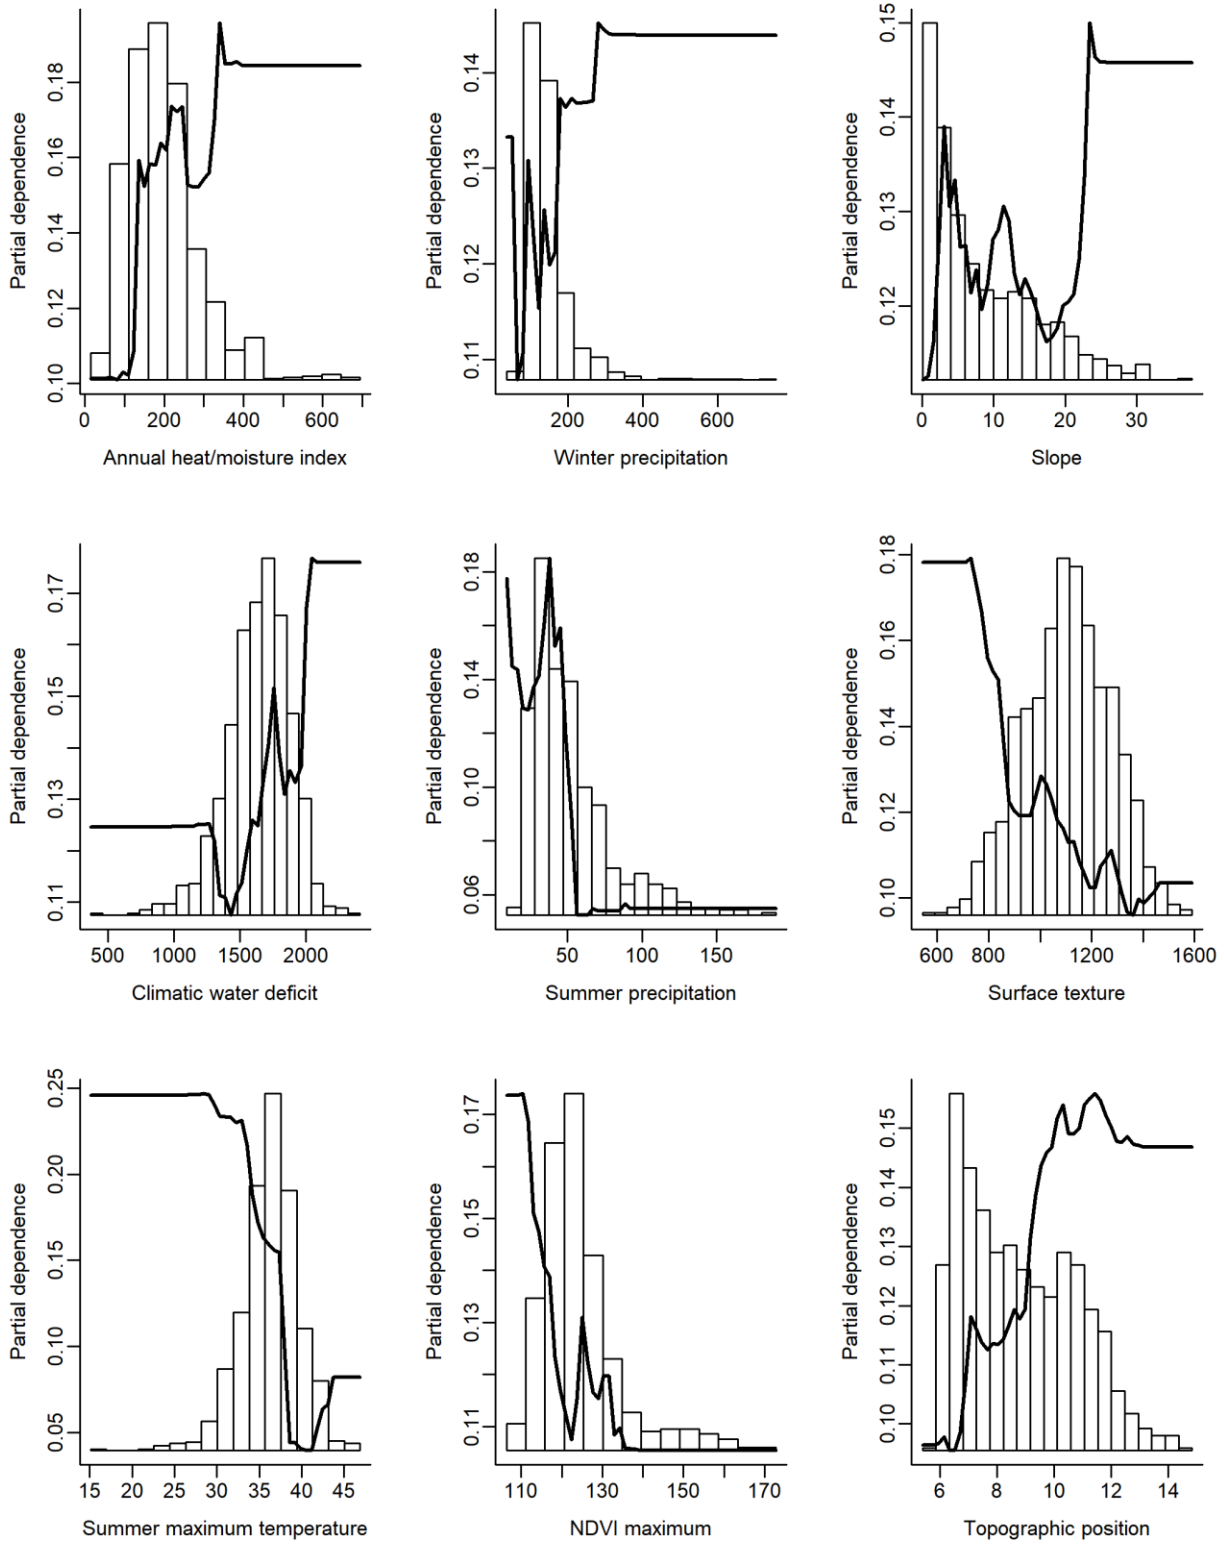 Partial dependence
0.10 0.12 0.14 0.16 0.18
0 200 400 600
Annual heat/moisture index
Partial dependence
0.11 0.12 0.13 0.14
200 400 600
Winter precipitation
Partial dependence
0.12 0.13 0.14 0.15
0 10 20 30
Slope
Partial dependence
0.11 0.13 0.15 0.17
500 1000 1500 2000
Climatic water deficit
Partial dependence
0.06 0.10 0.14 0.18
50 100 150
Summer precipitation
Partial dependence
0.10 0.12 0.14 0.16 0.18
600 800 1200 1600
Surface texture
Partial dependence
0.05 0.10 0.15 0.20 0.25
15 20 25 30 35 40 45
Summer maximum temperature
Partial dependence
0.11 0.13 0.15 0.17
110 130 150 170
NDVI maximum
Partial dependence
0.10 0.11 0.12 0.13 0.14 0.15
6 8 10 12 14
Topographic position